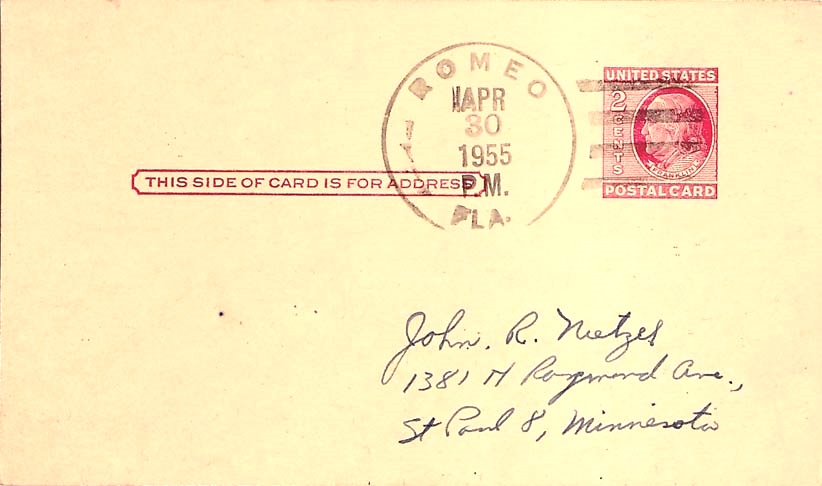 ROMEO
APR
30
1955
P.M.
FLA.
UNITED STATES
2 CENTS
FRANKLIN
POSTAL CARD
THIS SIDE OF CARD IS FOR ADDRESS
John. R. Nietzel
1381 N Raymond Ave.,
St Paul 8, Minnesota